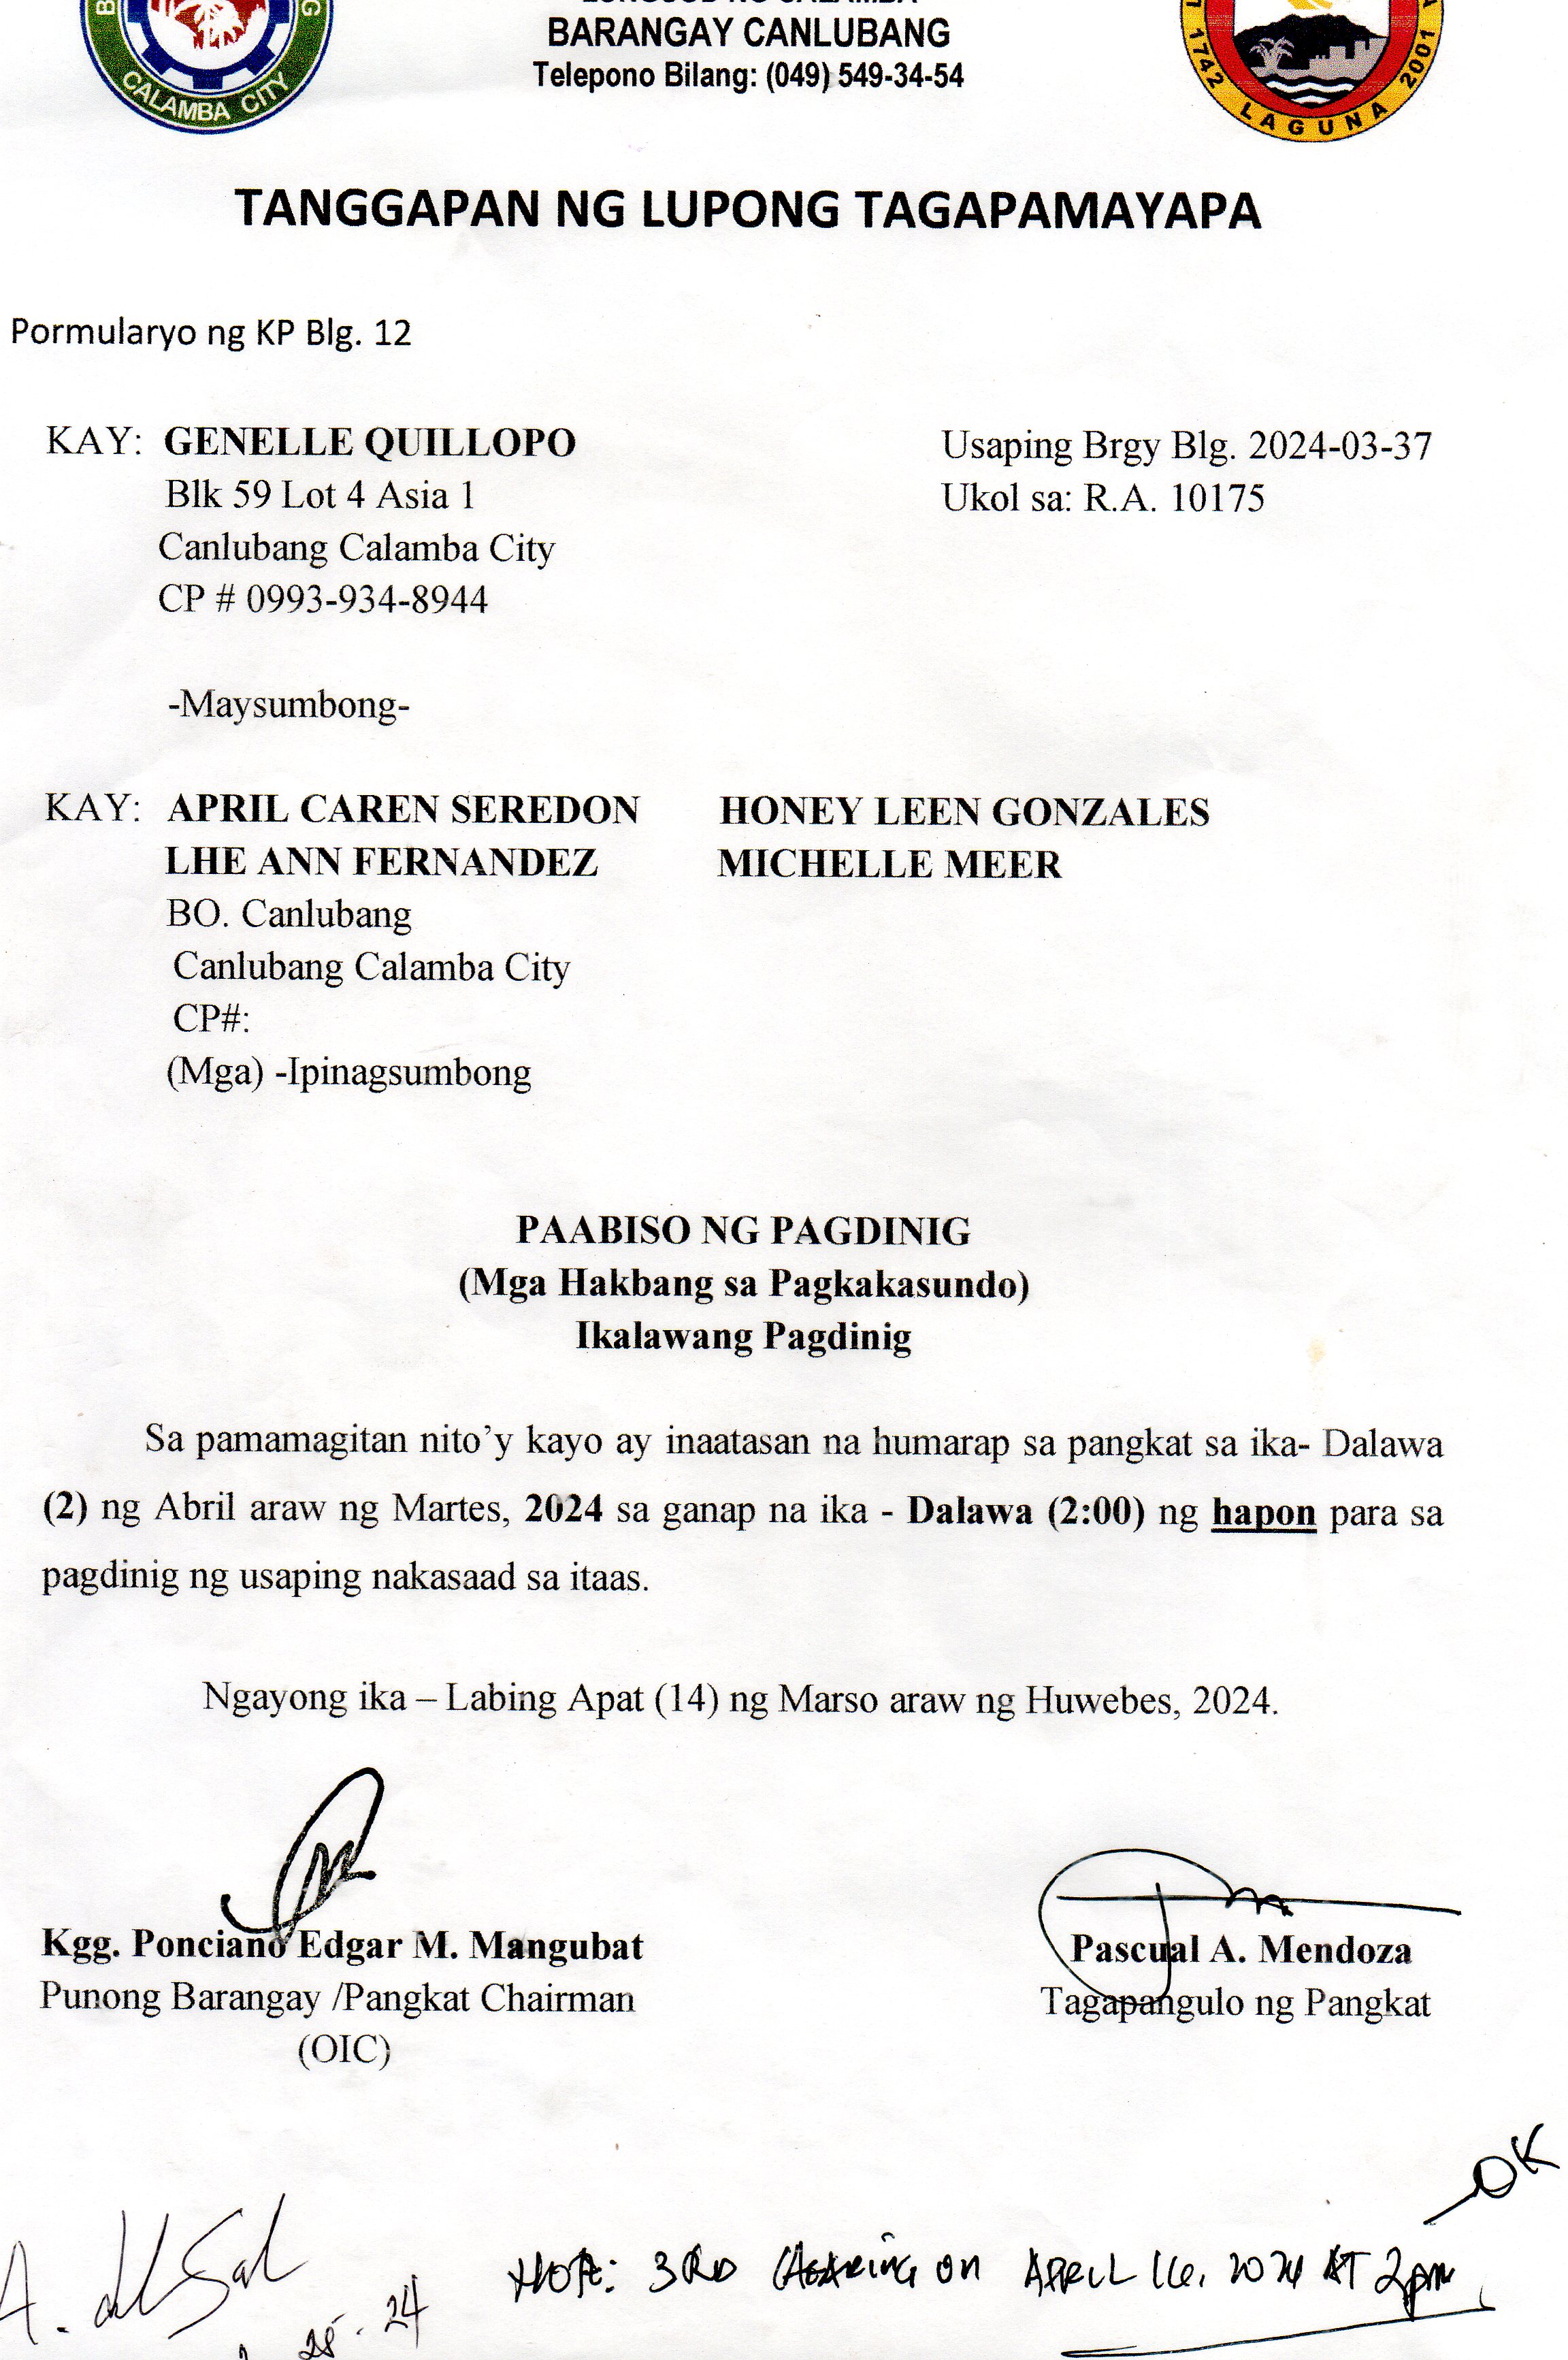 LUNGSOD NG CALAMBA
BARANGAY CANLUBANG
Telepono Bilang: (049) 549-34-54
CALAMBA CITY
1742 LAGUNA 2001
TANGGAPAN NG LUPONG TAGAPAMAYAPA
Pormularyo ng KP Blg. 12
KAY: GENELLE QUILLOPO Usaping Brgy Blg. 2024-03-37
Blk 59 Lot 4 Asia 1 Ukol sa: R.A. 10175
Canlubang Calamba City
CP # 0993-934-8944
-Maysumbong-
KAY: APRIL CAREN SEREDON HONEY LEEN GONZALES
LHE ANN FERNANDEZ MICHELLE MEER
BO. Canlubang
Canlubang Calamba City
CP#:
(Mga) -Ipinagsumbong
PAABISO NG PAGDINIG
(Mga Hakbang sa Pagkakasundo)
Ikalawang Pagdinig
Sa pamamagitan nito'y kayo ay inaatasan na humarap sa pangkat sa ika- Dalawa
(2) ng Abril araw ng Martes, 2024 sa ganap na ika - Dalawa (2:00) ng hapon para sa
pagdinig ng usaping nakasaad sa itaas.
Ngayong ika – Labing Apat (14) ng Marso araw ng Huwebes, 2024.
Kgg. Ponciano Edgar M. Mangubat Pascual A. Mendoza
Punong Barangay /Pangkat Chairman Tagapangulo ng Pangkat
(OIC)
OK
NOTE: 3RD HEARING ON APRIL 16, 2024 AT 2pm
28 - 24